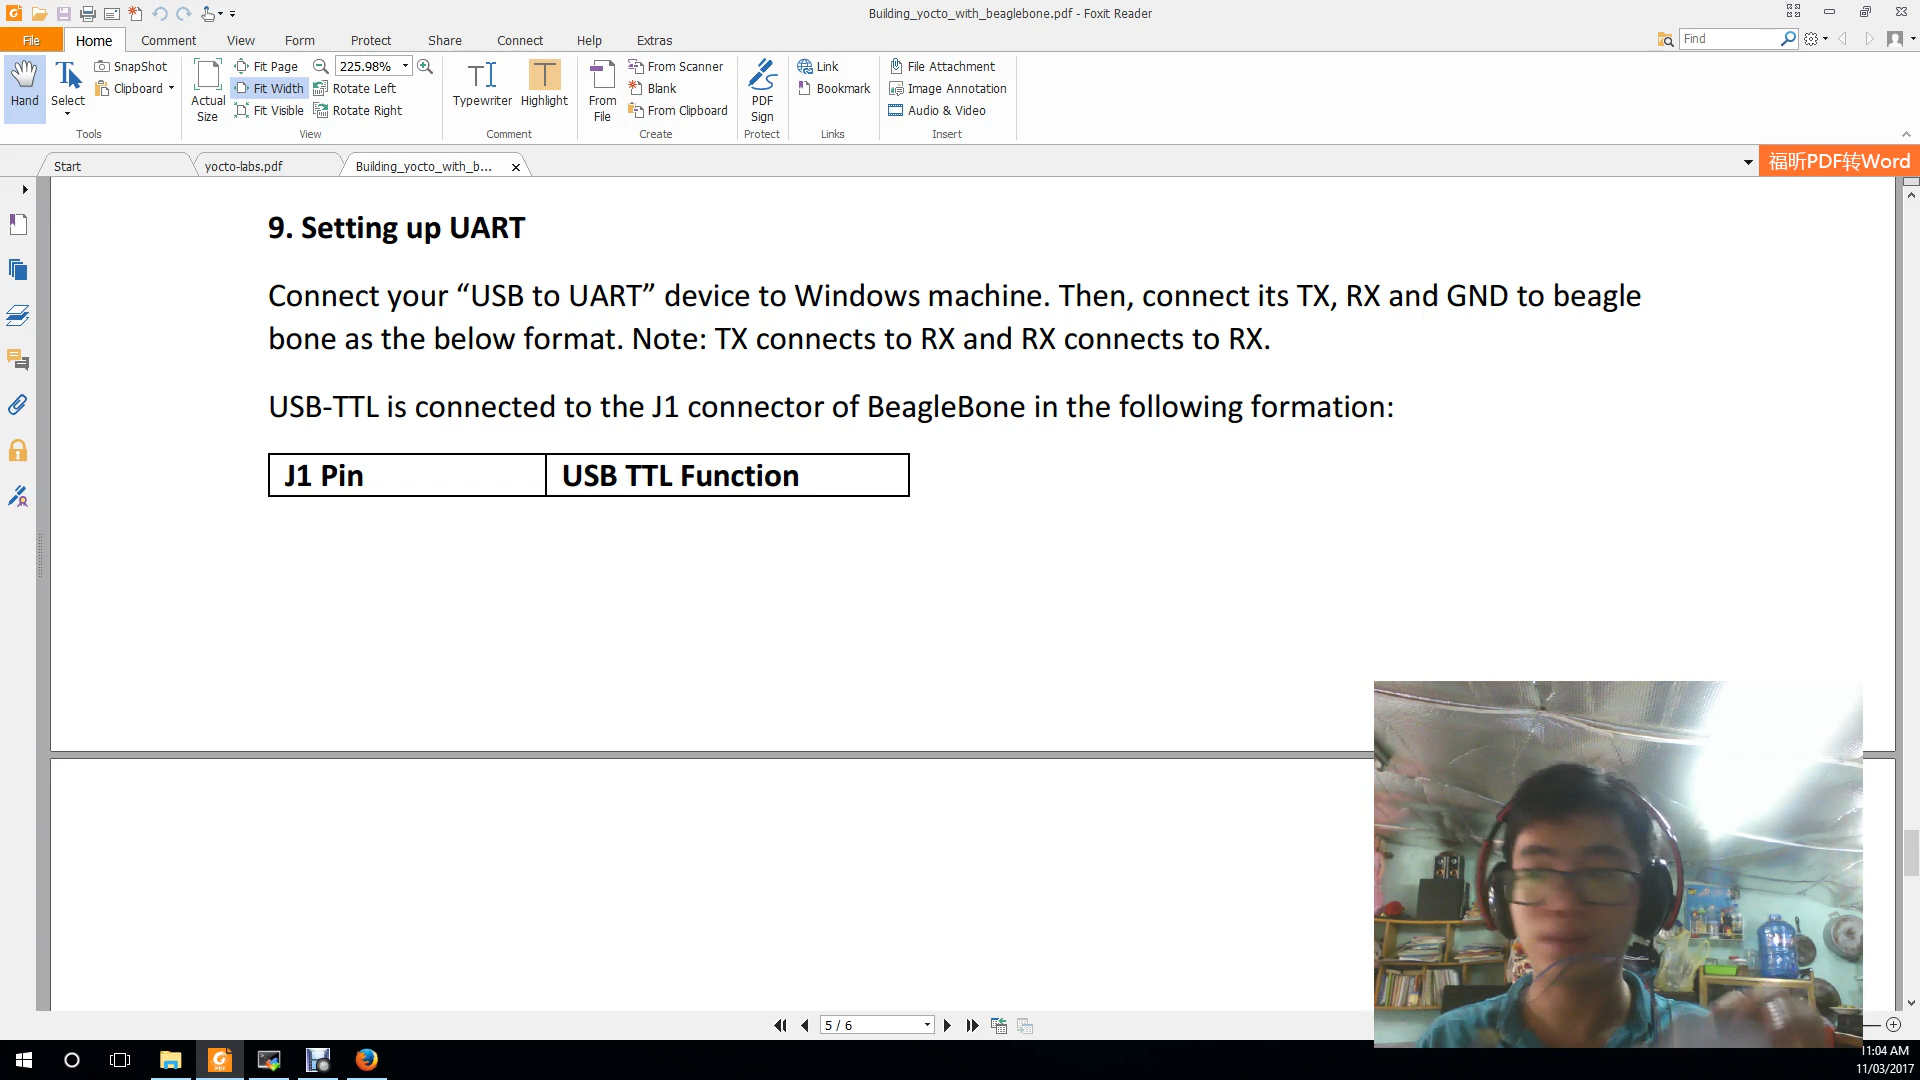 Building_yocto_with_beaglebone.pdf - Foxit Reader
File Home Comment View Form Protect Share Connect Help Extras
Find
Hand
Select
SnapShot
Clipboard
Tools
Actual Size
Fit Page
Fit Width
Fit Visible
225.98%
Rotate Left
Rotate Right
View
Typewriter
Highlight
Comment
From File
From Scanner
Blank
From Clipboard
Create
PDF Sign
Protect
Link
Bookmark
Links
File Attachment
Image Annotation
Audio & Video
Insert
Start
yocto-labs.pdf
Building_yocto_with_b...
福昕PDF转Word
9. Setting up UART
Connect your “USB to UART” device to Windows machine. Then, connect its TX, RX and GND to beagle
bone as the below format. Note: TX connects to RX and RX connects to RX.
USB-TTL is connected to the J1 connector of BeagleBone in the following formation:
J1 Pin USB TTL Function
5 / 6
11:04 AM
11/03/2017